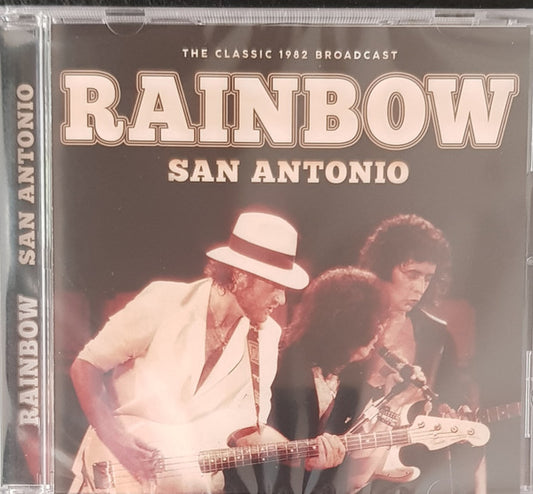 THE CLASSIC 1982 BROADCAST
RAINBOW
SAN ANTONIO
RAINBOW SAN ANTONIO